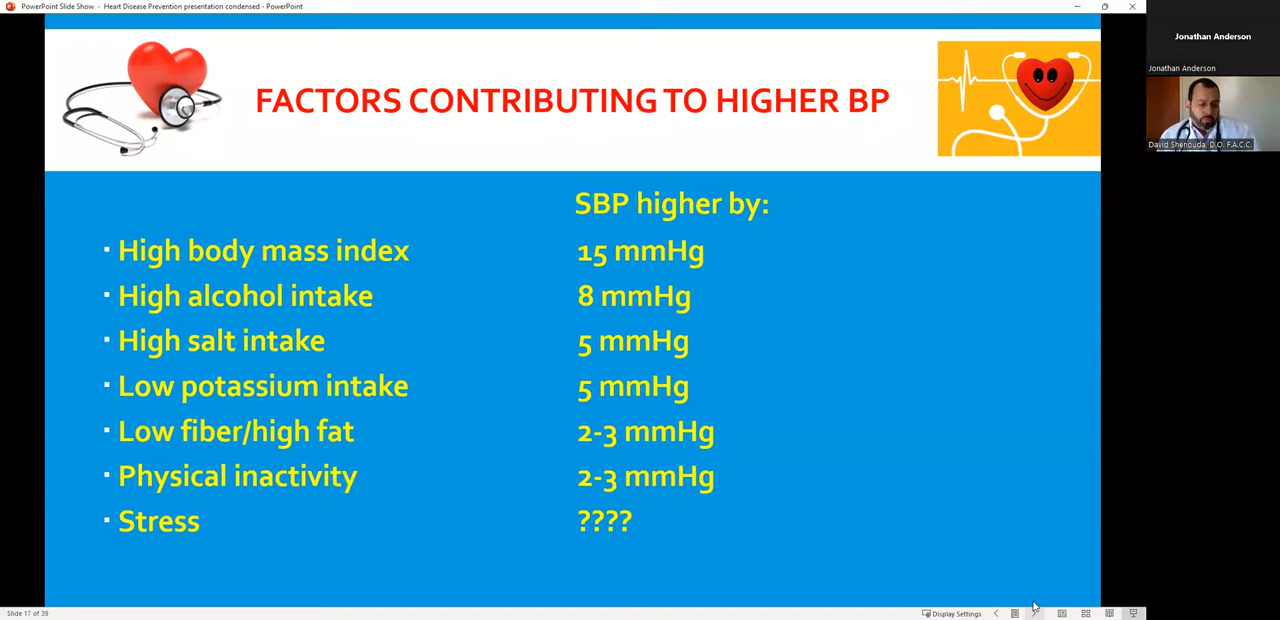 PowerPoint Slide Show - Heart Disease Prevention presentation condensed - PowerPoint
Jonathan Anderson
Jonathan Anderson
David Shenouda, D.O. F.A.C.C.
FACTORS CONTRIBUTING TO HIGHER BP
SBP higher by:
· High body mass index 15 mmHg
· High alcohol intake 8 mmHg
· High salt intake 5 mmHg
· Low potassium intake 5 mmHg
· Low fiber/high fat 2-3 mmHg
· Physical inactivity 2-3 mmHg
· Stress ????
Slide 17 of 39
Display Settings